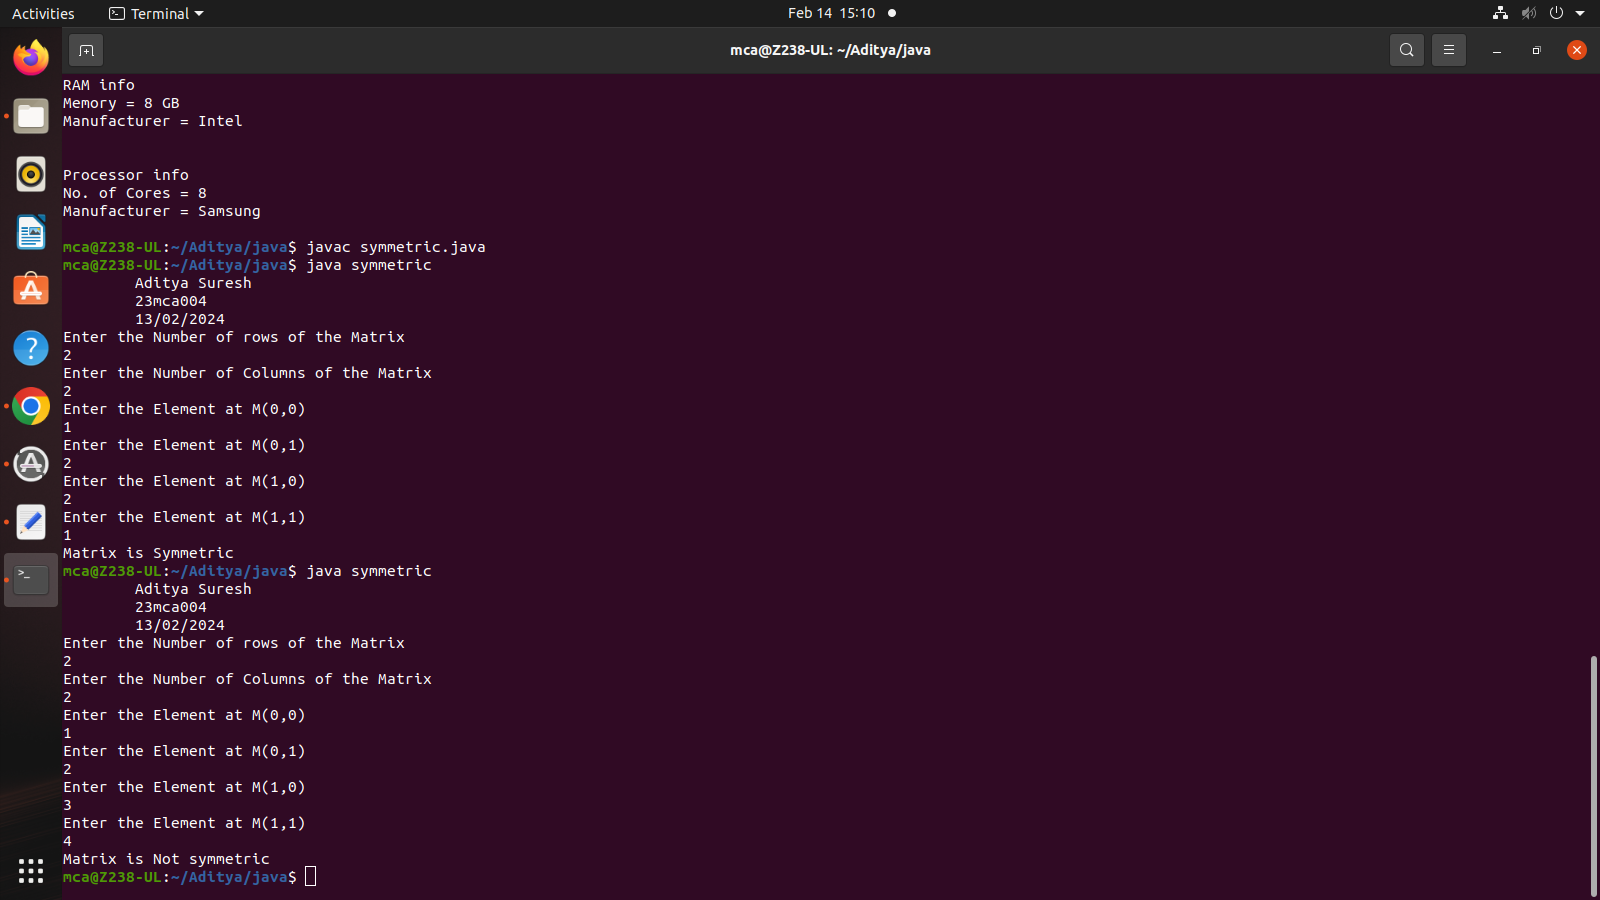 Activities
Terminal
Feb 14 15:10
mca@Z238-UL: ~/Aditya/java
RAM info
Memory = 8 GB
Manufacturer = Intel
Processor info
No. of Cores = 8
Manufacturer = Samsung
mca@Z238-UL:~/Aditya/java$ javac symmetric.java
mca@Z238-UL:~/Aditya/java$ java symmetric
Aditya Suresh
23mca004
13/02/2024
Enter the Number of rows of the Matrix
2
Enter the Number of Columns of the Matrix
2
Enter the Element at M(0,0)
1
Enter the Element at M(0,1)
2
Enter the Element at M(1,0)
2
Enter the Element at M(1,1)
1
Matrix is Symmetric
mca@Z238-UL:~/Aditya/java$ java symmetric
Aditya Suresh
23mca004
13/02/2024
Enter the Number of rows of the Matrix
2
Enter the Number of Columns of the Matrix
2
Enter the Element at M(0,0)
1
Enter the Element at M(0,1)
2
Enter the Element at M(1,0)
3
Enter the Element at M(1,1)
4
Matrix is Not symmetric
mca@Z238-UL:~/Aditya/java$